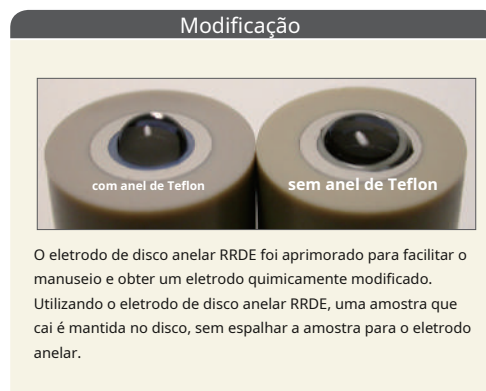 Modificação
com anel de Teflon
sem anel de Teflon
O eletrodo de disco anelar RRDE foi aprimorado para facilitar o
manuseio e obter um eletrodo quimicamente modificado.
Utilizando o eletrodo de disco anelar RRDE, uma amostra que
cai é mantida no disco, sem espalhar a amostra para o eletrodo
anelar.